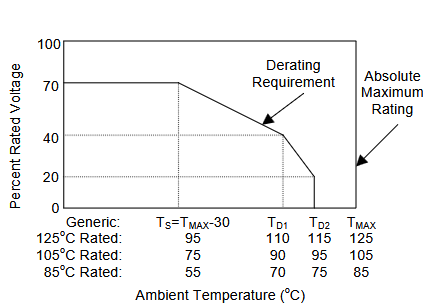 100
Derating
Requirement
Absolute
Maximum
Rating
70
Percent Rated Voltage
40
20
0
Generic: TS=TMAX-30 TD1 TD2 TMAX
125°C Rated: 95 110 115 125
105°C Rated: 75 90 95 105
85°C Rated: 55 70 75 85
Ambient Temperature (°C)